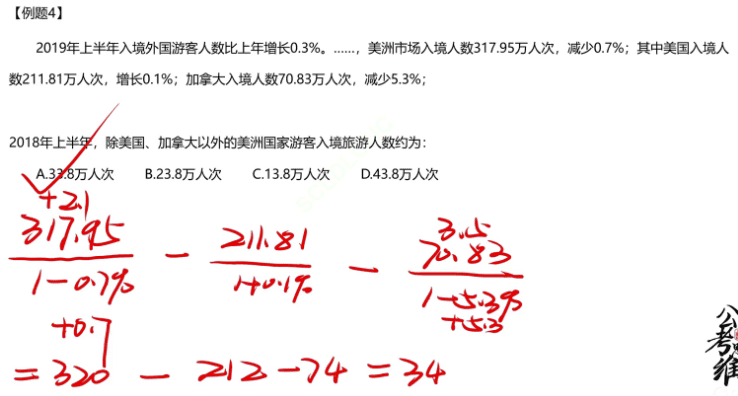 【例题4】
2019年上半年入境外国游客人数比上年增长0.3%。……，美洲市场入境人数317.95万人次，减少0.7%；其中美国入境人
数211.81万人次，增长0.1%；加拿大入境人数70.83万人次，减少5.3%；
2018年上半年，除美国、加拿大以外的美洲国家游客入境旅游人数约为：
A.33.8万人次 B.23.8万人次 C.13.8万人次 D.43.8万人次
+2.1
317.95 — 211.81 — 70.83
3.5
1-0.7% 1+0.1% 1-5.3%
+0.7 +5.3
=320 — 212-74=34
公考
维